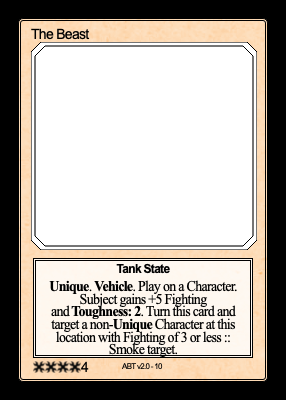 The Beast
Tank State
Unique. Vehicle. Play on a Character.
Subject gains +5 Fighting
and Toughness: 2. Turn this card and
target a non-Unique Character at this
location with Fighting of 3 or less ::
Smoke target.
4
ABT v2.0 - 10